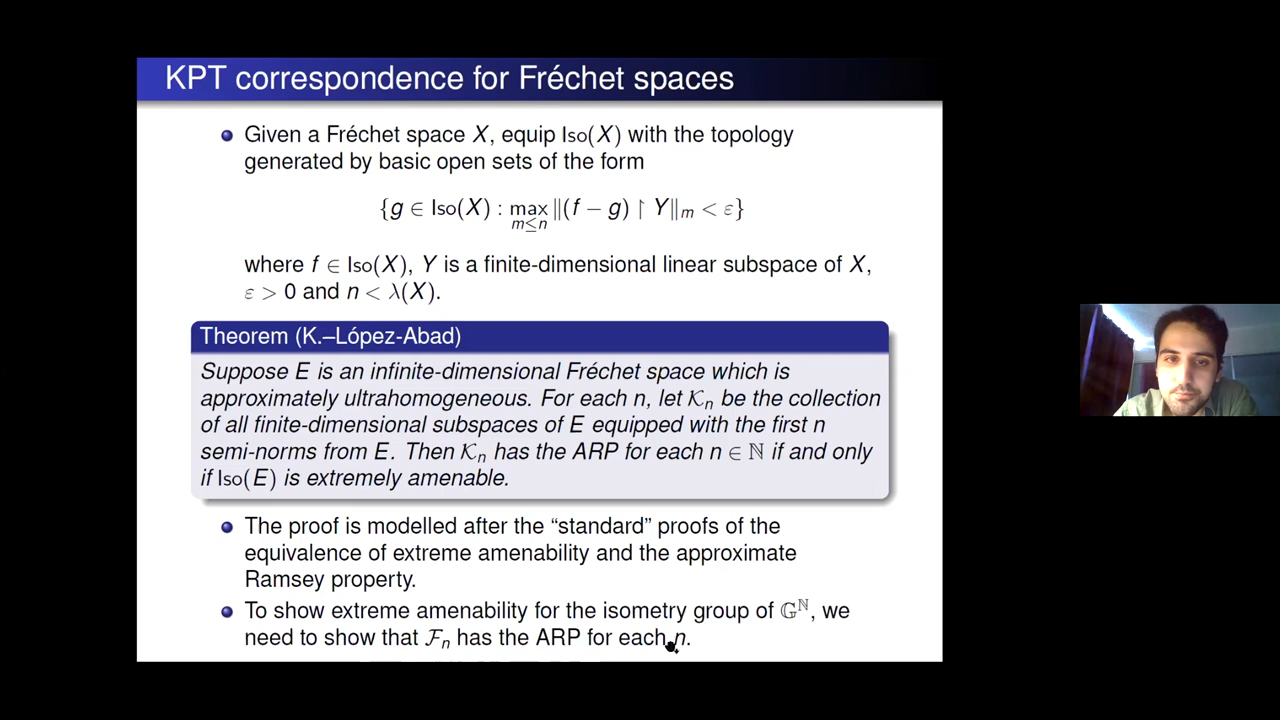 KPT correspondence for Fréchet spaces
Given a Fréchet space X, equip Iso(X) with the topology
generated by basic open sets of the form
{g ∈ Iso(X) : max_{m≤n} ‖(f − g) ↾ Y‖_m < ε}
where f ∈ Iso(X), Y is a finite-dimensional linear subspace of X,
ε > 0 and n < λ(X).
Theorem (K.–López-Abad)
Suppose E is an infinite-dimensional Fréchet space which is
approximately ultrahomogeneous. For each n, let 𝒦_n be the collection
of all finite-dimensional subspaces of E equipped with the first n
semi-norms from E. Then 𝒦_n has the ARP for each n ∈ ℕ if and only
if Iso(E) is extremely amenable.
The proof is modelled after the “standard” proofs of the
equivalence of extreme amenability and the approximate
Ramsey property.
To show extreme amenability for the isometry group of 𝔾^ℕ, we
need to show that ℱ_n has the ARP for each n.